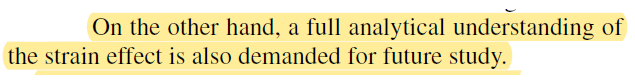 On the other hand, a full analytical understanding of
the strain effect is also demanded for future study.